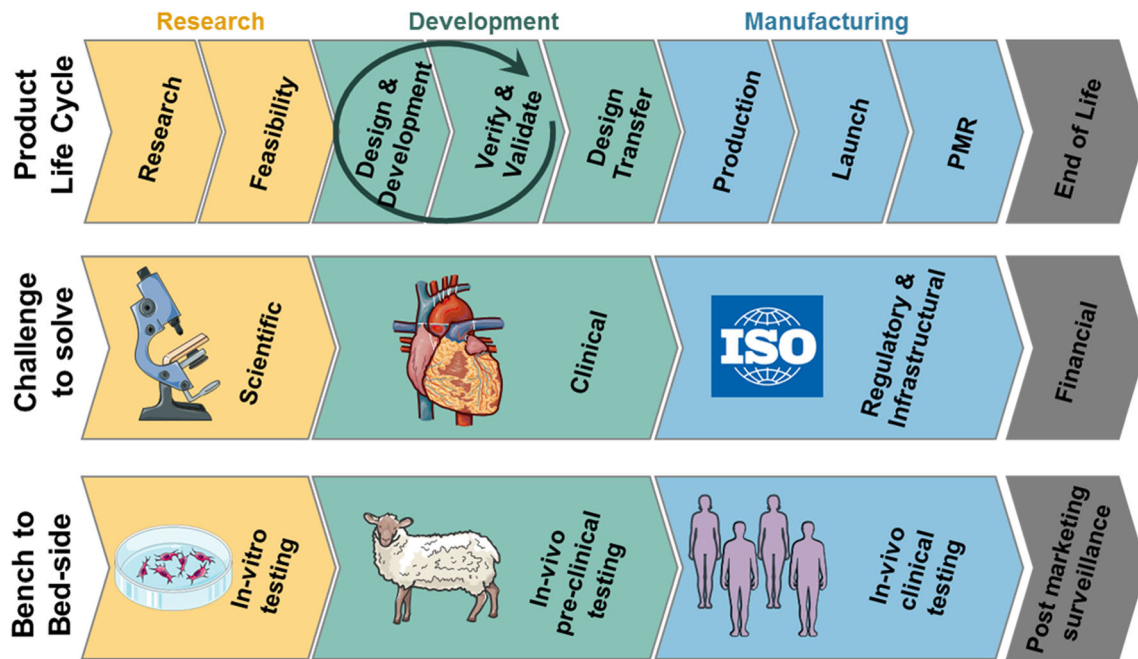 Research
Development
Manufacturing
Product
Life Cycle
Research
Feasibility
Design &
Development
Verify &
Validate
Design
Transfer
Production
Launch
PMR
End of Life
Challenge
to solve
Scientific
Clinical
ISO
Regulatory &
Infrastructural
Financial
Bench to
Bed-side
In-vitro
testing
In-vivo
pre-clinical
testing
In-vivo
clinical
testing
Post marketing
surveillance